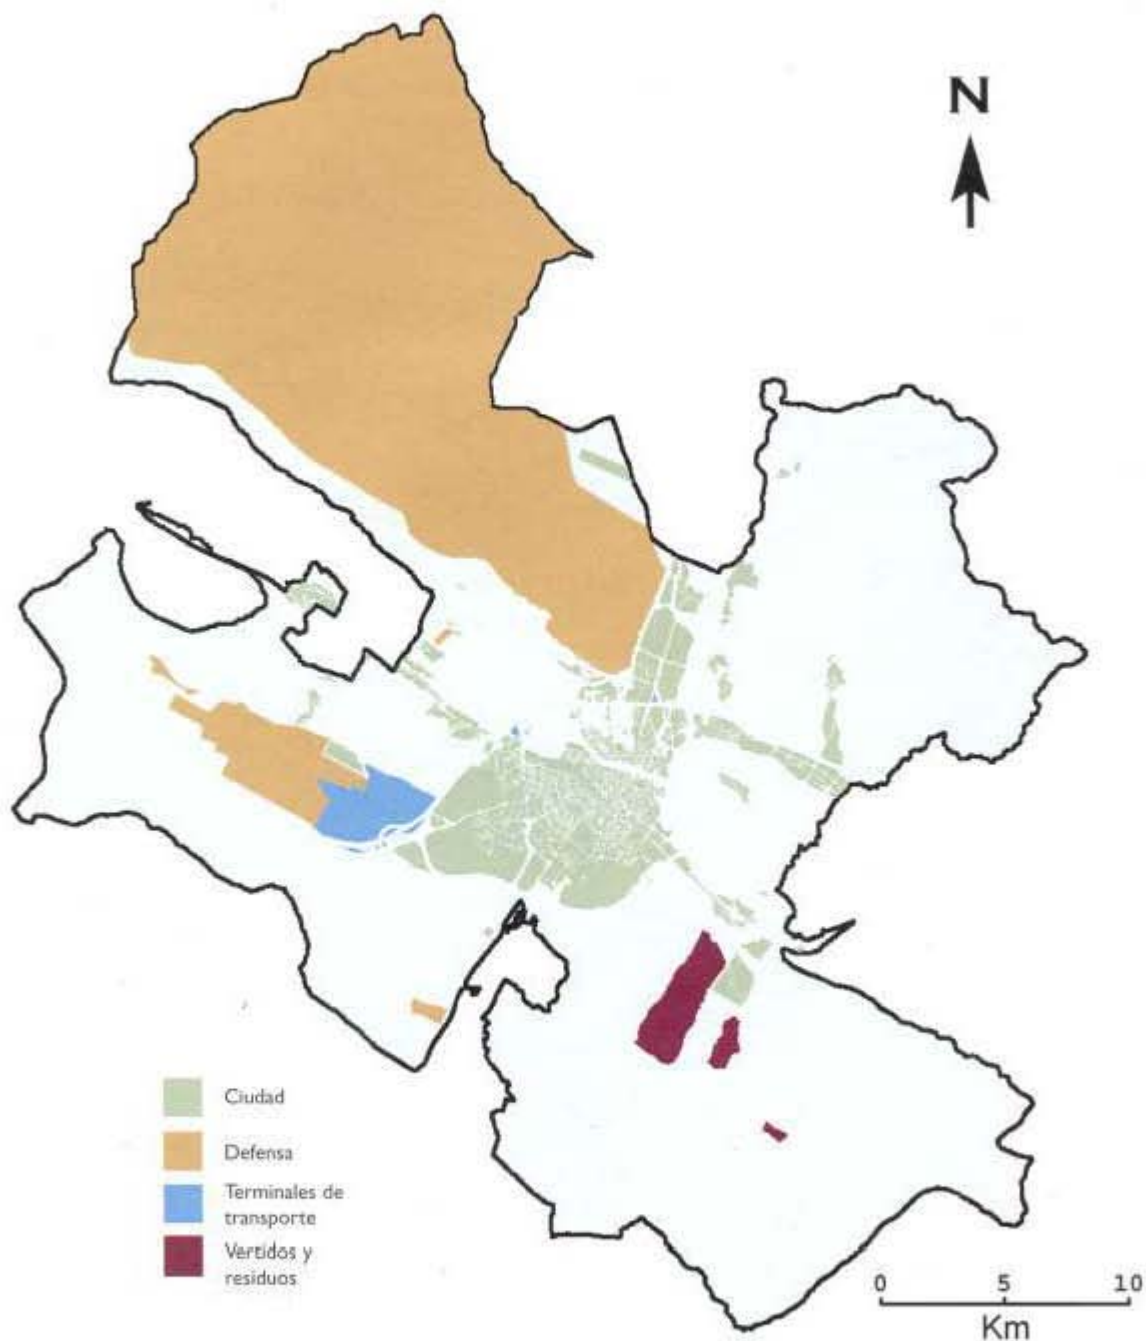 N
Ciudad
Defensa
Terminales de
transporte
Vertidos y
residuos
0 5 10
Km